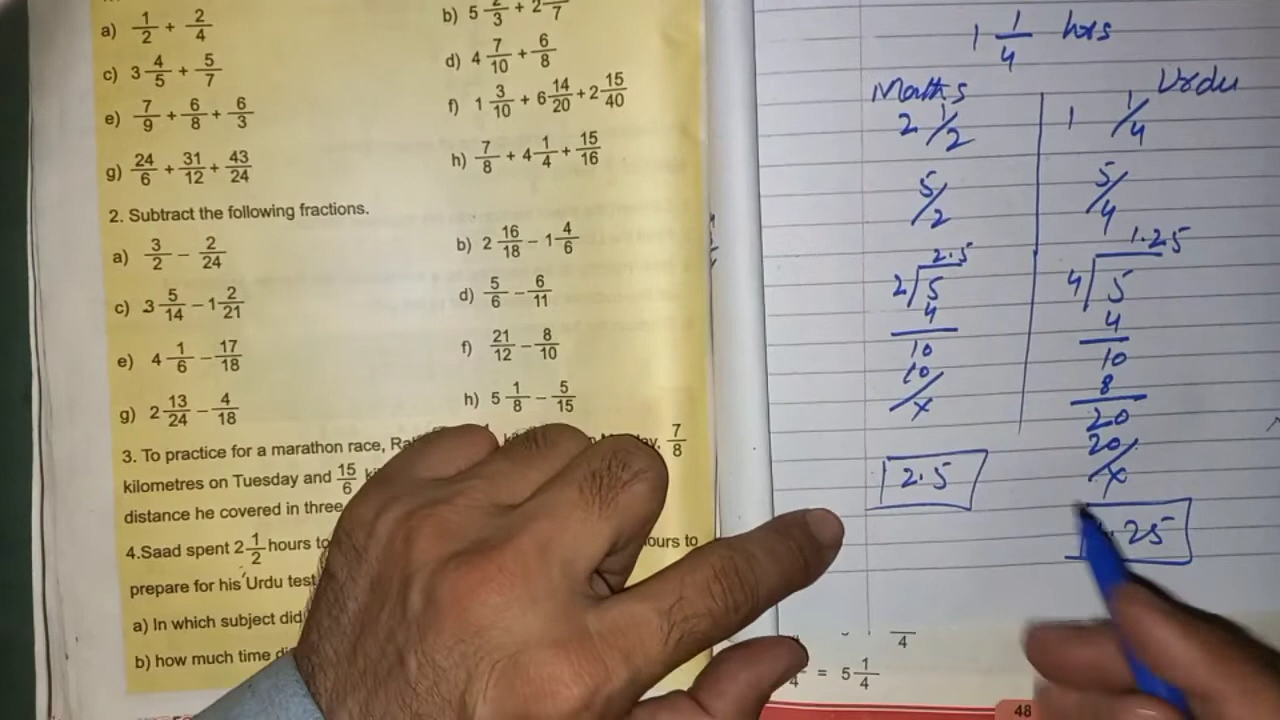 a) 1/2 + 2/4
b) 5 2/3 + 2 /7
c) 3 4/5 + 5/7
d) 4 7/10 + 6/8
e) 7/9 + 6/8 + 6/3
f) 1 3/10 + 6 14/20 + 2 15/40
g) 24/6 + 31/12 + 43/24
h) 7/8 + 4 1/4 + 15/16
2. Subtract the following fractions.
a) 3/2 − 2/24
b) 2 16/18 − 1 4/6
c) 3 5/14 − 1 2/21
d) 5/6 − 6/11
e) 4 1/6 − 17/18
f) 21/12 − 8/10
g) 2 13/24 − 4/18
h) 5 1/8 − 5/15
3. To practice for a marathon race, 7/8
kilometres on Tuesday and 15/6
distance he covered in three
4.Saad spent 2 1/2 hours to ours to
prepare for his Urdu test
a) In which subject did
b) how much time
1 1/4 hrs
Maths
2 1/2
5/2
2.5
2)5
4
10
10
x
2.5
Urdu
1 1/4
5/4
1.25
4)5
4
10
8
20
20
x
.25
4
4 = 5 1/4
48